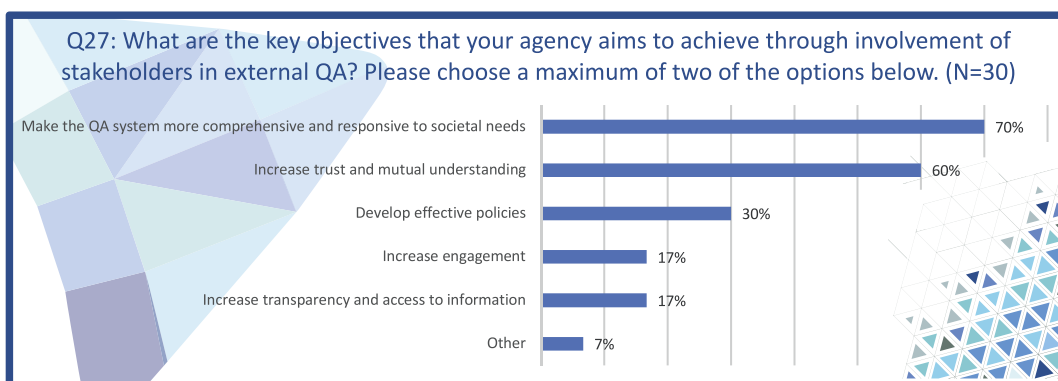 Q27: What are the key objectives that your agency aims to achieve through involvement of
stakeholders in external QA? Please choose a maximum of two of the options below. (N=30)
Make the QA system more comprehensive and responsive to societal needs 70%
Increase trust and mutual understanding 60%
Develop effective policies 30%
Increase engagement 17%
Increase transparency and access to information 17%
Other 7%